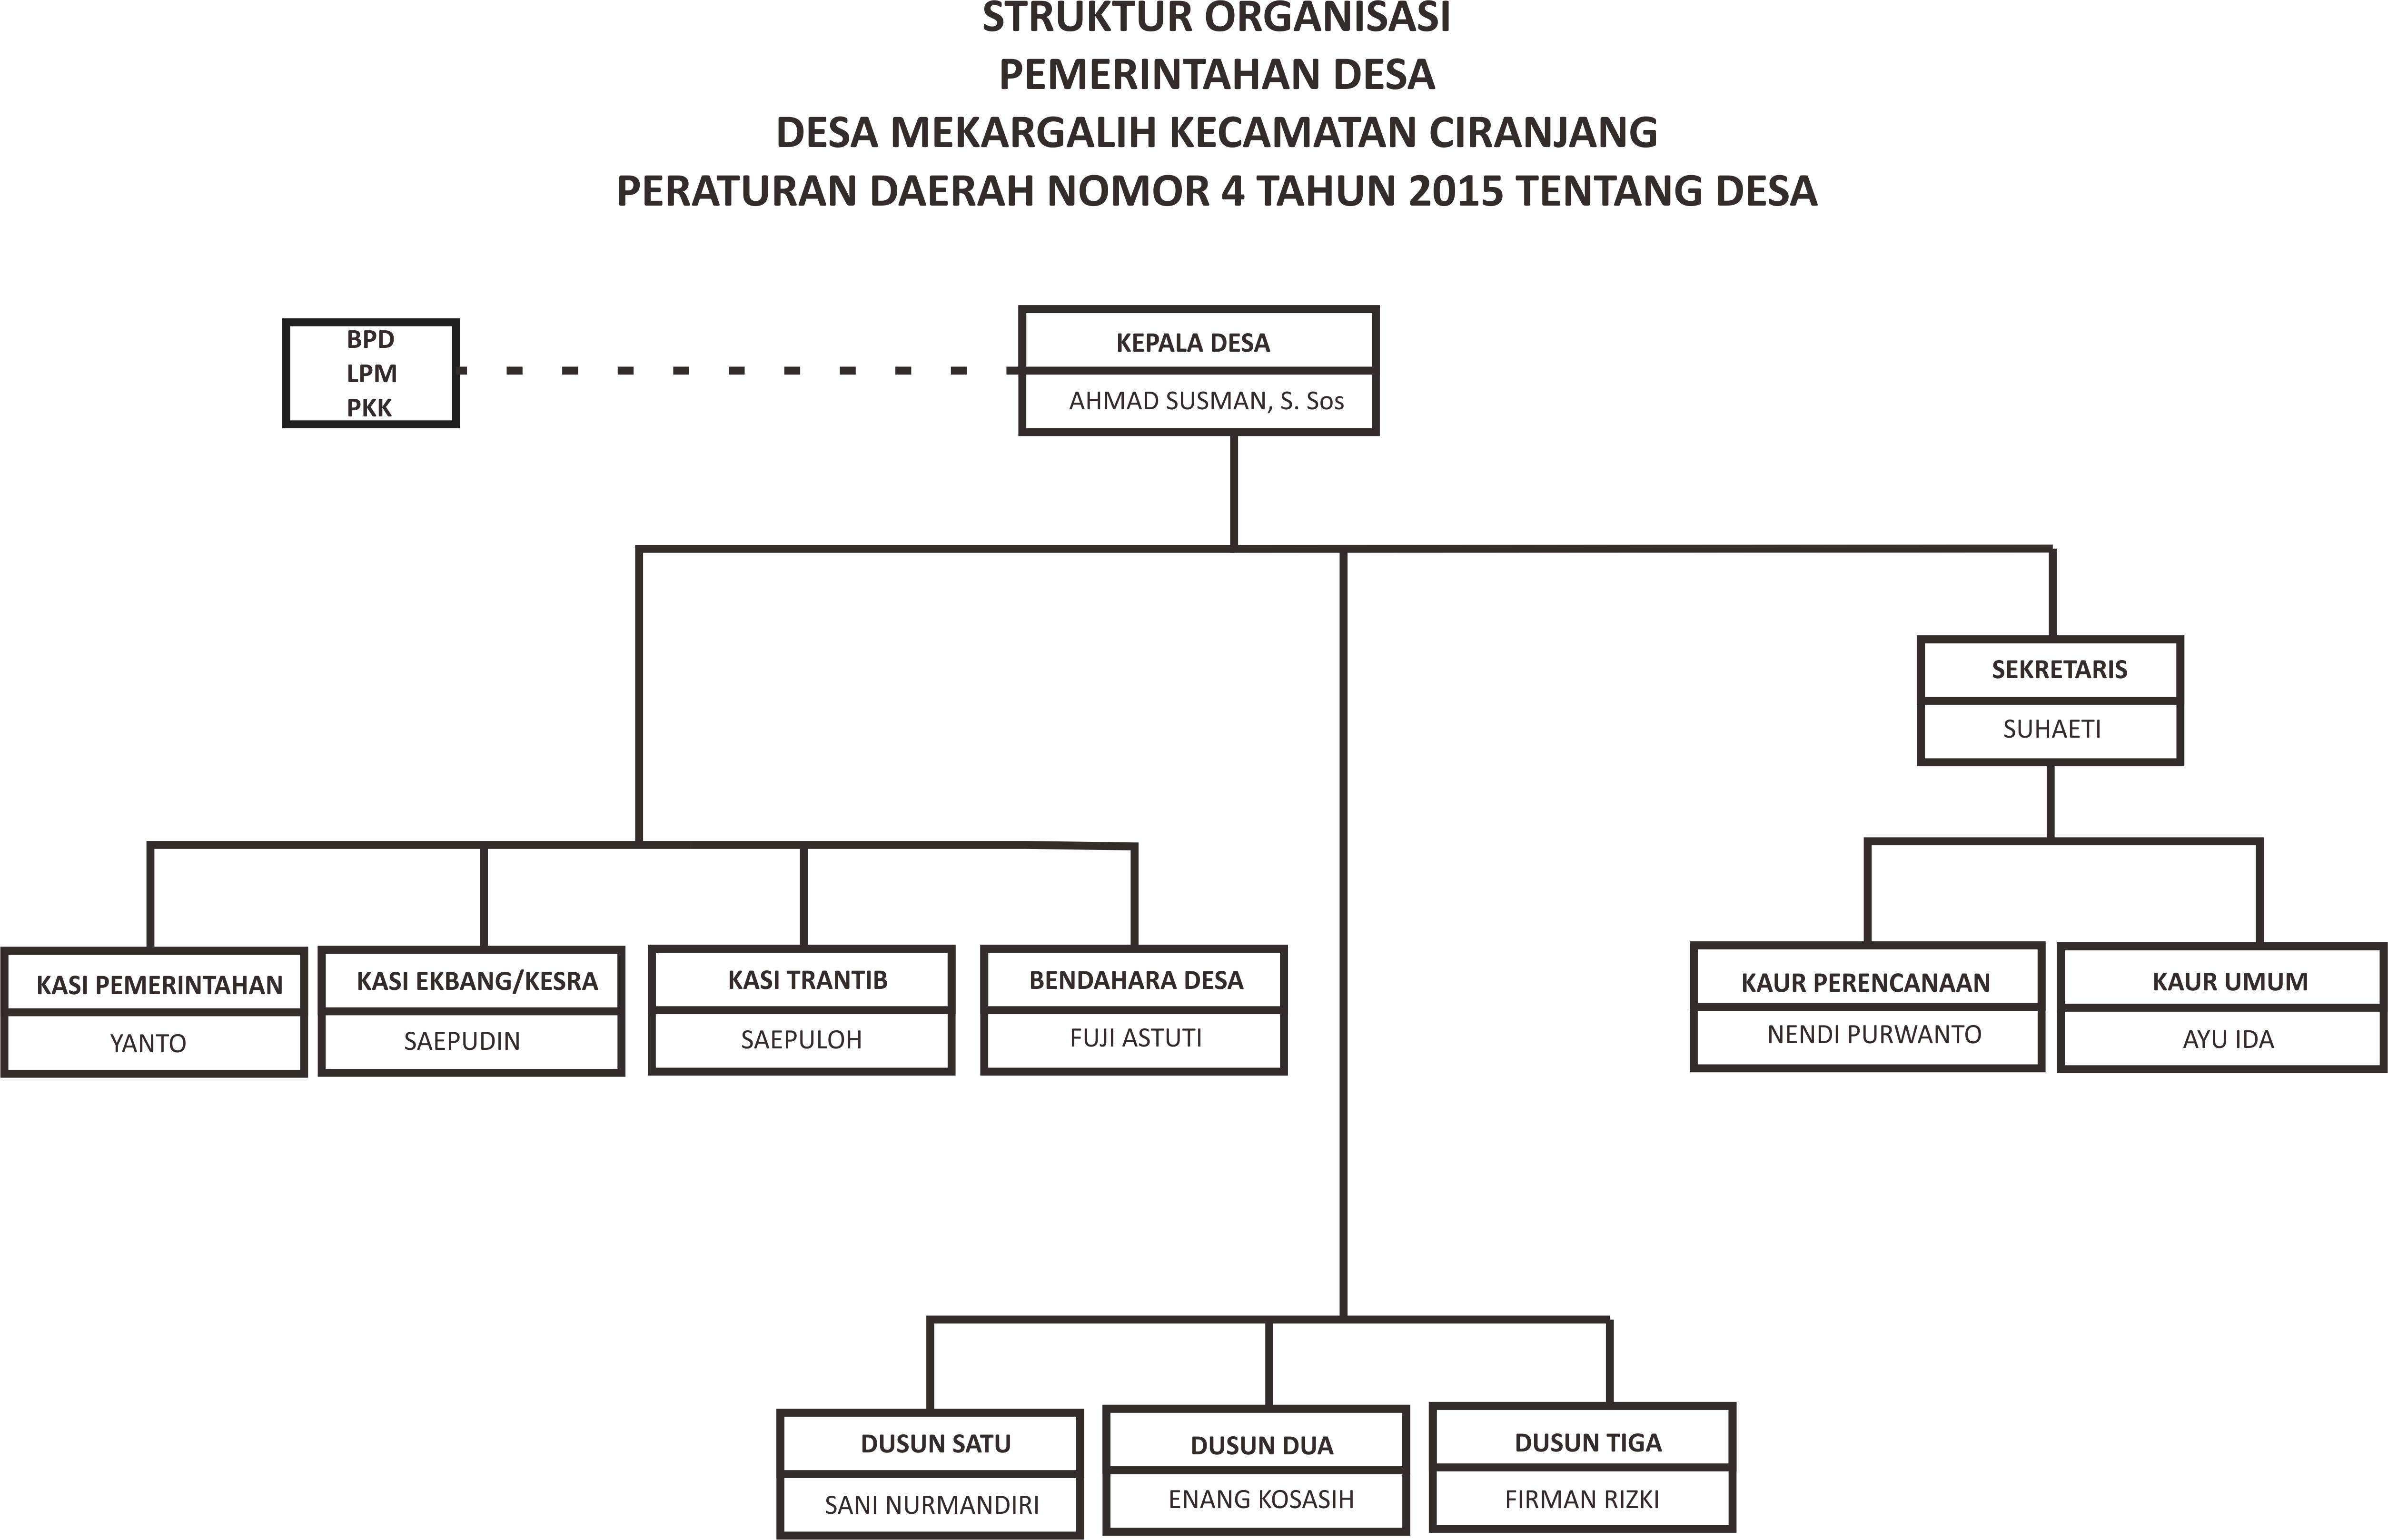 STRUKTUR ORGANISASI
PEMERINTAHAN DESA
DESA MEKARGALIH KECAMATAN CIRANJANG
PERATURAN DAERAH NOMOR 4 TAHUN 2015 TENTANG DESA
BPD
LPM
PKK
KEPALA DESA
AHMAD SUSMAN, S. Sos
SEKRETARIS
SUHAETI
KASI PEMERINTAHAN
YANTO
KASI EKBANG/KESRA
SAEPUDIN
KASI TRANTIB
SAEPULOH
BENDAHARA DESA
FUJI ASTUTI
KAUR PERENCANAAN
NENDI PURWANTO
KAUR UMUM
AYU IDA
DUSUN SATU
SANI NURMANDIRI
DUSUN DUA
ENANG KOSASIH
DUSUN TIGA
FIRMAN RIZKI